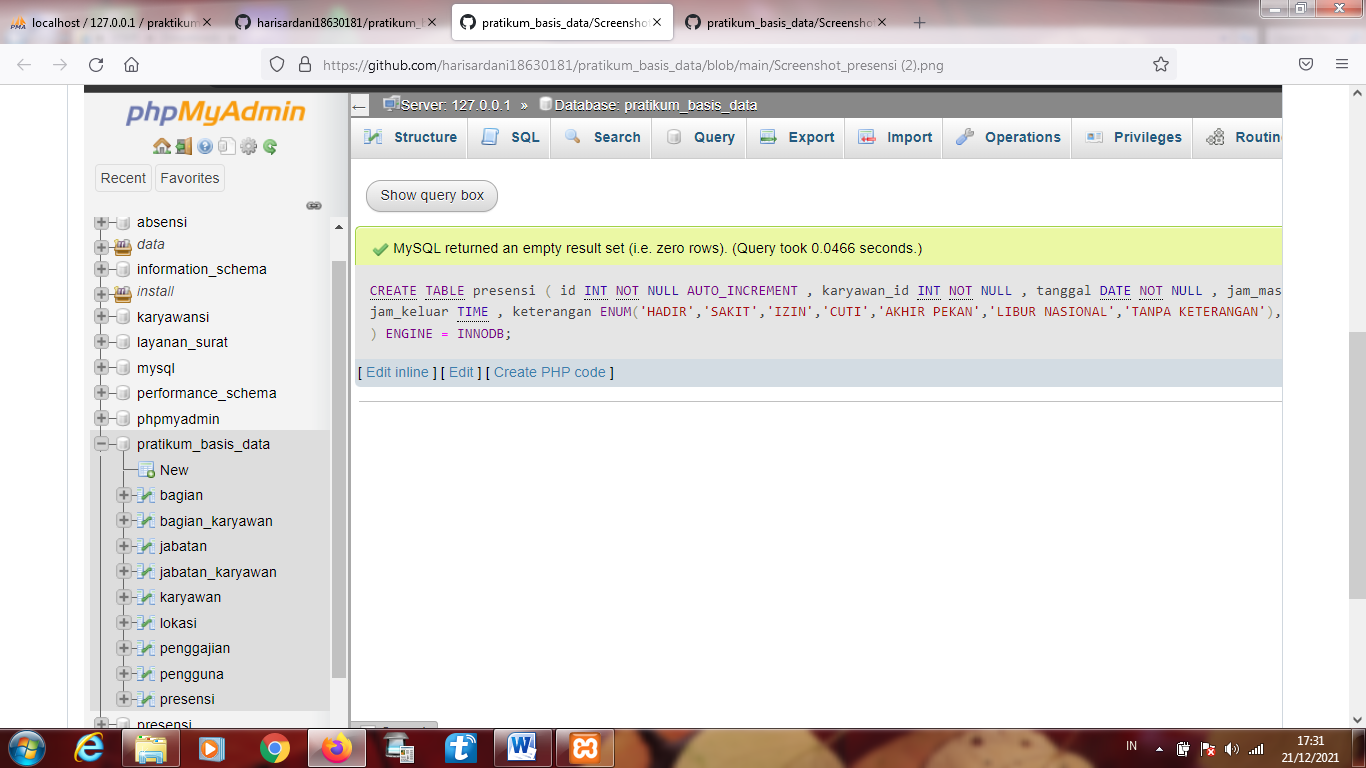 localhost / 127.0.0.1 / praktikum
harisardani18630181/pratikum_
pratikum_basis_data/Screenshot
pratikum_basis_data/Screenshot
https://github.com/harisardani18630181/pratikum_basis_data/blob/main/Screenshot_presensi (2).png
phpMyAdmin
Recent
Favorites
absensi
data
information_schema
install
karyawansi
layanan_surat
mysql
performance_schema
phpmyadmin
pratikum_basis_data
New
bagian
bagian_karyawan
jabatan
jabatan_karyawan
karyawan
lokasi
penggajian
pengguna
presensi
presensi
Server: 127.0.0.1 » Database: pratikum_basis_data
Structure SQL Search Query Export Import Operations Privileges Routin
Show query box
MySQL returned an empty result set (i.e. zero rows). (Query took 0.0466 seconds.)
CREATE TABLE presensi ( id INT NOT NULL AUTO_INCREMENT , karyawan_id INT NOT NULL , tanggal DATE NOT NULL , jam_mas
jam_keluar TIME , keterangan ENUM('HADIR','SAKIT','IZIN','CUTI','AKHIR PEKAN','LIBUR NASIONAL','TANPA KETERANGAN'),
) ENGINE = INNODB;
[ Edit inline ] [ Edit ] [ Create PHP code ]
IN
17:31
21/12/2021